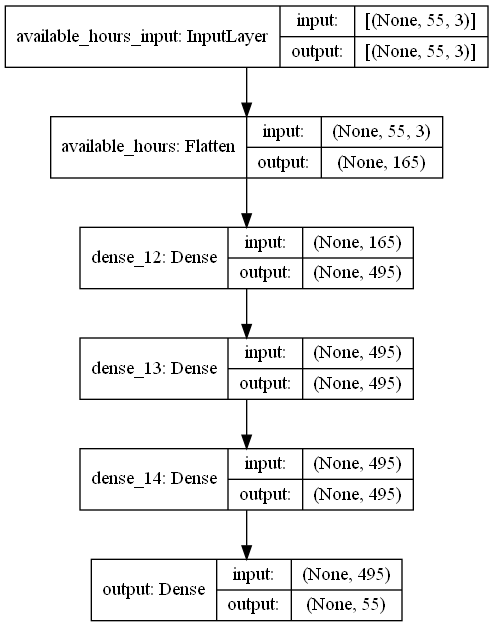 available_hours_input: InputLayer
input: [(None, 55, 3)]
output: [(None, 55, 3)]
available_hours: Flatten
input: (None, 55, 3)
output: (None, 165)
dense_12: Dense
input: (None, 165)
output: (None, 495)
dense_13: Dense
input: (None, 495)
output: (None, 495)
dense_14: Dense
input: (None, 495)
output: (None, 495)
output: Dense
input: (None, 495)
output: (None, 55)